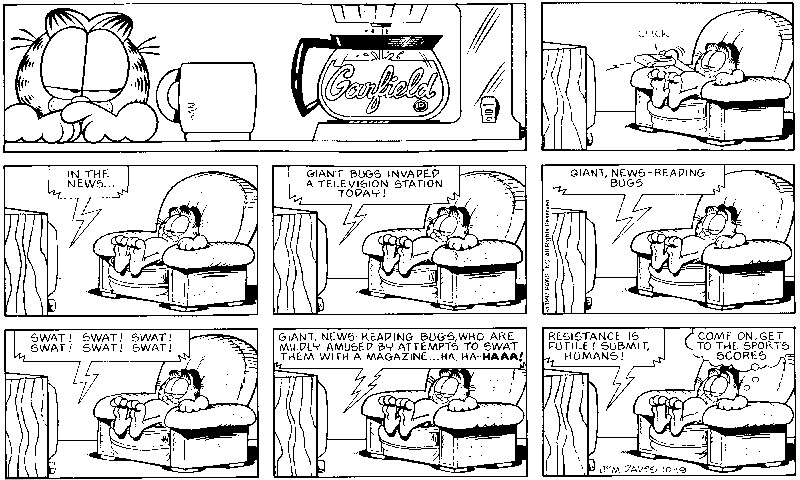 Garfield
CLICK
IN THE
NEWS...
GIANT BUGS INVADED
A TELEVISION STATION
TODAY!
GIANT, NEWS-READING
BUGS
SWAT! SWAT! SWAT!
SWAT! SWAT! SWAT!
GIANT, NEWS-READING BUGS, WHO ARE
MILDLY AMUSED BY ATTEMPTS TO SWAT
THEM WITH A MAGAZINE...HA, HA-HAAA!
RESISTANCE IS
FUTILE! SUBMIT,
HUMANS!
COME ON, GET
TO THE SPORTS
SCORES
JIM DAVIS 10-19